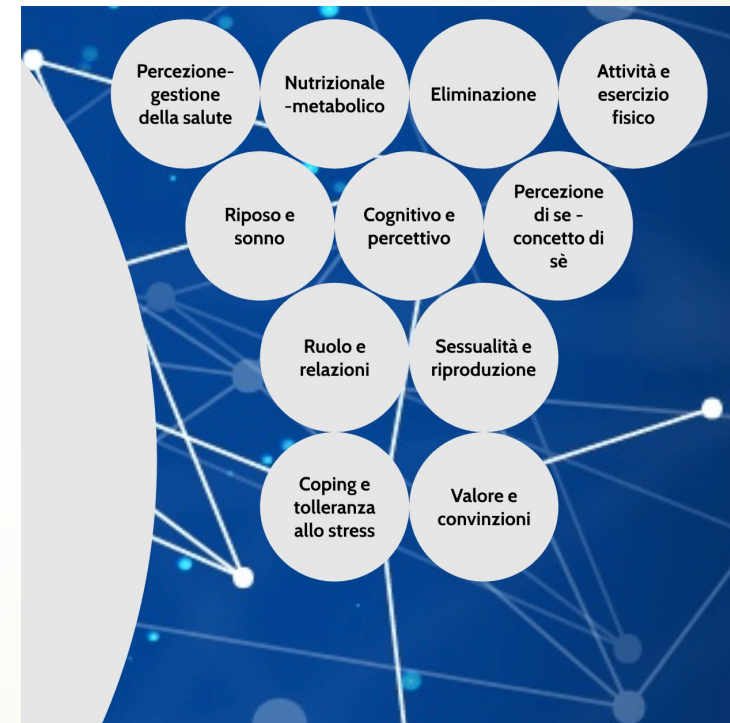 Percezione-
gestione
della salute
Nutrizionale
-metabolico
Eliminazione
Attività e
esercizio
fisico
Riposo e
sonno
Cognitivo e
percettivo
Percezione
di se -
concetto di
sè
Ruolo e
relazioni
Sessualità e
riproduzione
Coping e
tolleranza
allo stress
Valore e
convinzioni